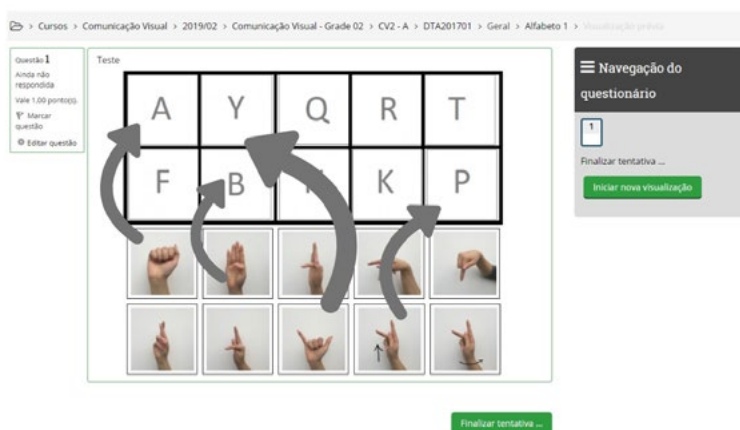 > Cursos > Comunicação Visual > 2019/02 > Comunicação Visual - Grade 02 > CV2 - A > DTA201701 > Geral > Alfabeto 1 > Visualização prévia
Questão 1
Ainda não
respondida
Vale 1,00 ponto(s).
Marcar
questão
Editar questão
Teste
A Y Q R T
F B K P
Navegação do
questionário
1
Finalizar tentativa ...
Iniciar nova visualização
Finalizar tentativa ...